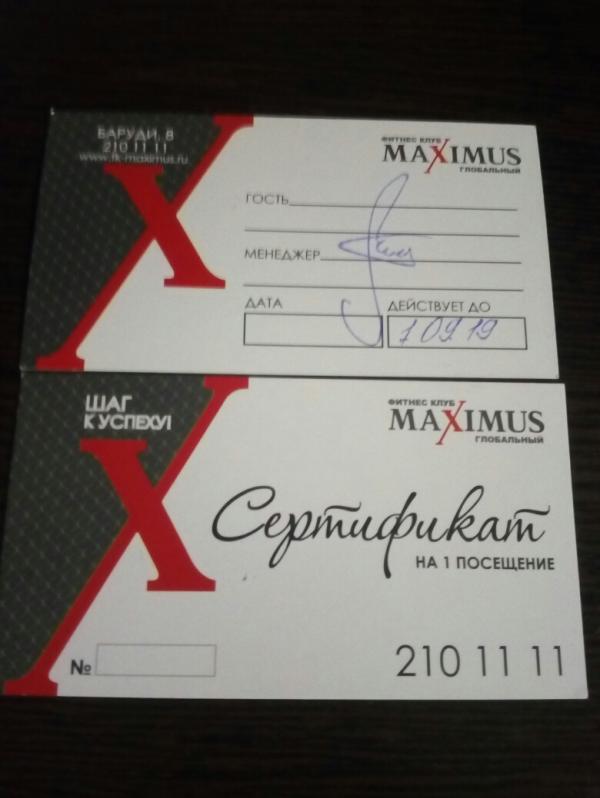 БАРУДИ, 8
210 11 11
www.fk-maximus.ru
X
ФИТНЕС КЛУБ
MAXIMUS
ГЛОБАЛЬНЫЙ
ГОСТЬ
МЕНЕДЖЕР
ДАТА
ДЕЙСТВУЕТ ДО
1 09 19
ШАГ
К УСПЕХУ!
X
ФИТНЕС КЛУБ
MAXIMUS
ГЛОБАЛЬНЫЙ
Сертификат
НА 1 ПОСЕЩЕНИЕ
№
210 11 11